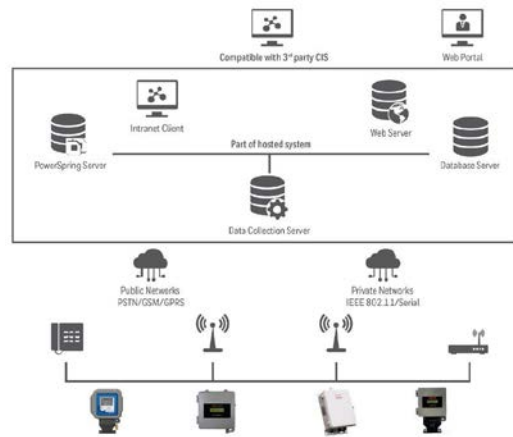 Compatible with 3rd party CIS
Web Portal
Intranet Client
Web Server
PowerSpring Server
Part of hosted system
Database Server
Data Collection Server
Public Networks
PSTN/GSM/GPRS
Private Networks
IEEE 802.11/Serial